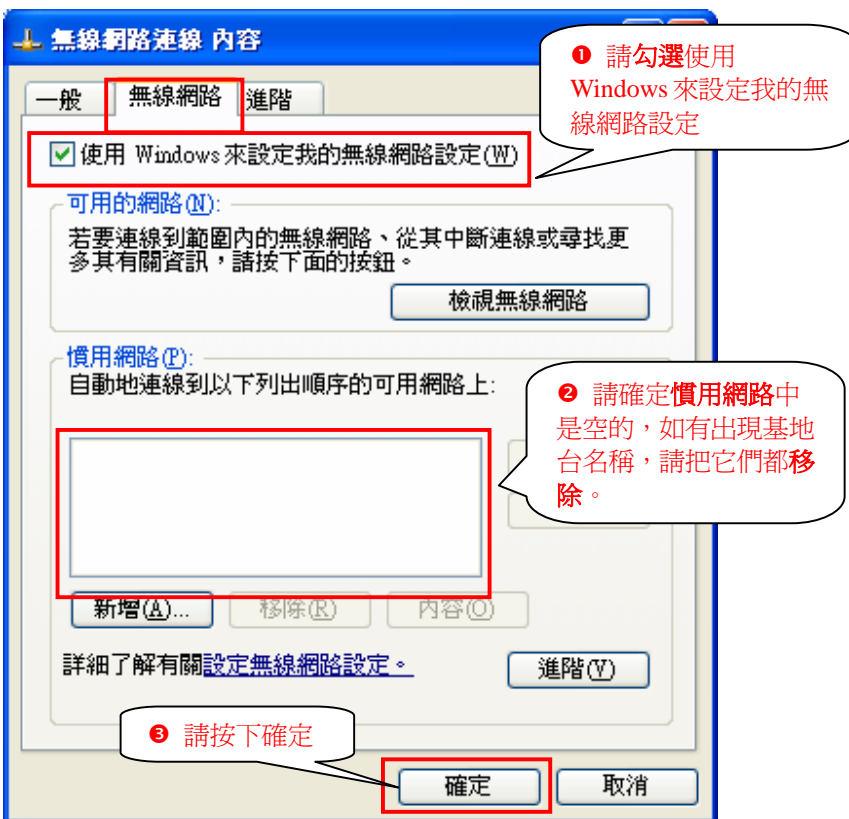 無線網路連線 內容
❶ 請勾選使用
Windows 來設定我的無
線網路設定
一般 無線網路 進階
使用 Windows 來設定我的無線網路設定(W)
可用的網路(N):
若要連線到範圍內的無線網路、從其中斷連線或尋找更
多其有關資訊，請按下面的按鈕。
檢視無線網路
慣用網路(P):
自動地連線到以下列出順序的可用網路上:
❷ 請確定慣用網路中
是空的，如有出現基地
台名稱，請把它們都移
除。
新增(A)... 移除(R) 內容(O)
詳細了解有關設定無線網路設定。 進階(V)
❸ 請按下確定
確定 取消